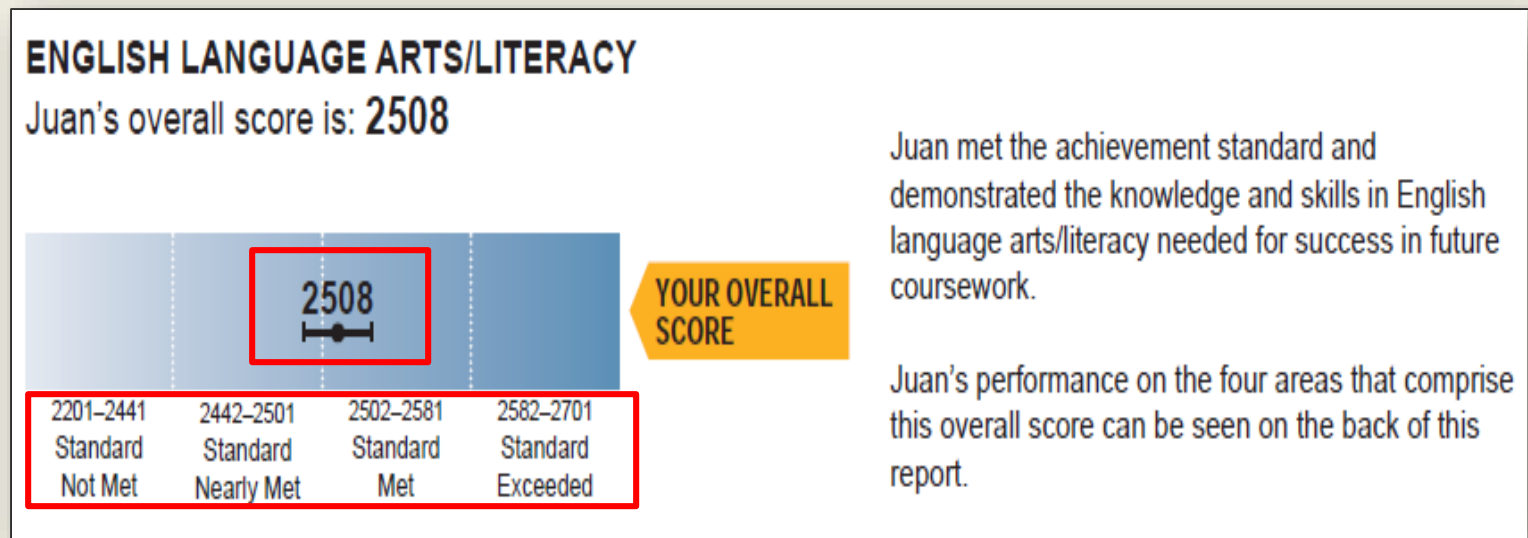 ENGLISH LANGUAGE ARTS/LITERACY
Juan's overall score is: 2508
2508
YOUR OVERALL
SCORE
2201–2441
Standard
Not Met
2442–2501
Standard
Nearly Met
2502–2581
Standard
Met
2582–2701
Standard
Exceeded
Juan met the achievement standard and
demonstrated the knowledge and skills in English
language arts/literacy needed for success in future
coursework.
Juan's performance on the four areas that comprise
this overall score can be seen on the back of this
report.